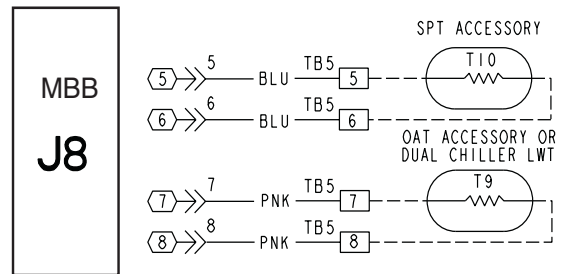 SPT ACCESSORY
MBB
J8
5 5 BLU TB5 5 T10
6 6 BLU TB5 6
OAT ACCESSORY OR
DUAL CHILLER LWT
7 7 PNK TB5 7 T9
8 8 PNK TB5 8